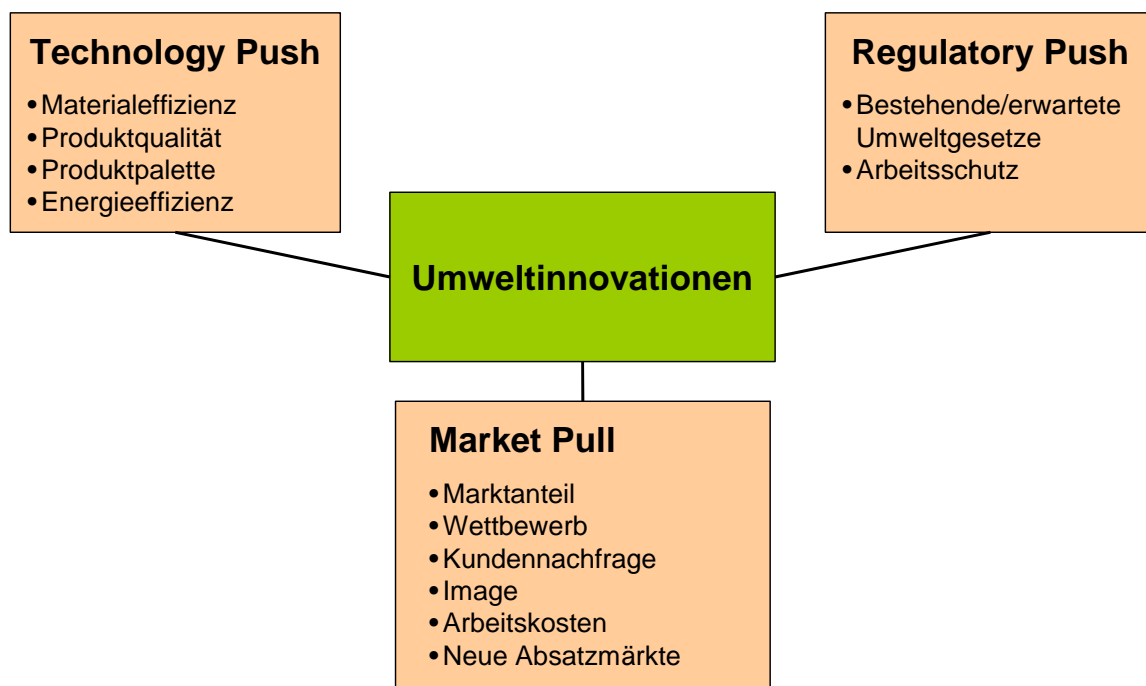 Technology Push
• Materialeffizienz
• Produktqualität
• Produktpalette
• Energieeffizienz
Regulatory Push
• Bestehende/erwartete
Umweltgesetze
• Arbeitsschutz
Umweltinnovationen
Market Pull
• Marktanteil
• Wettbewerb
• Kundennachfrage
• Image
• Arbeitskosten
• Neue Absatzmärkte